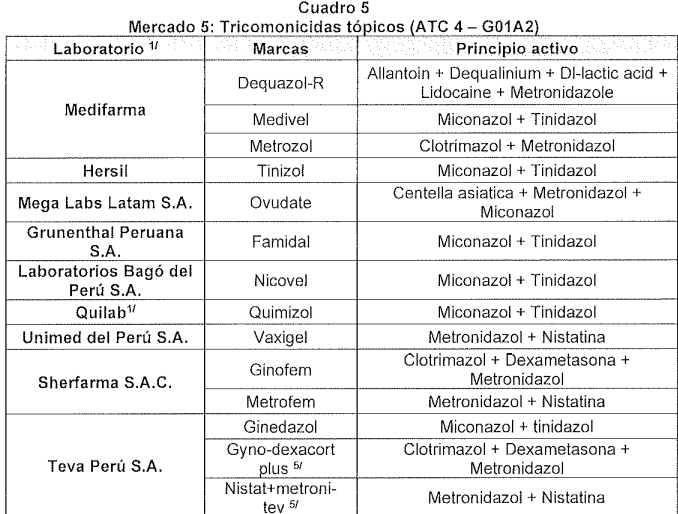 Cuadro 5
Mercado 5: Tricomonicidas tópicos (ATC 4 – G01A2)
Laboratorio 1/ Marcas Principio activo
Medifarma
Dequazol-R
Allantoin + Dequalinium + Dl-lactic acid +
Lidocaine + Metronidazole
Medivel
Miconazol + Tinidazol
Metrozol
Clotrimazol + Metronidazol
Hersil
Tinizol
Miconazol + Tinidazol
Mega Labs Latam S.A.
Ovudate
Centella asiatica + Metronidazol +
Miconazol
Grunenthal Peruana
S.A.
Famidal
Miconazol + Tinidazol
Laboratorios Bagó del
Perú S.A.
Nicovel
Miconazol + Tinidazol
Quilab1/
Quimizol
Miconazol + Tinidazol
Unimed del Perú S.A.
Vaxigel
Metronidazol + Nistatina
Sherfarma S.A.C.
Ginofem
Clotrimazol + Dexametasona +
Metronidazol
Metrofem
Metronidazol + Nistatina
Teva Perú S.A.
Ginedazol
Miconazol + tinidazol
Gyno-dexacort
plus 5/
Clotrimazol + Dexametasona +
Metronidazol
Nistat+metroni-
tev 5/
Metronidazol + Nistatina